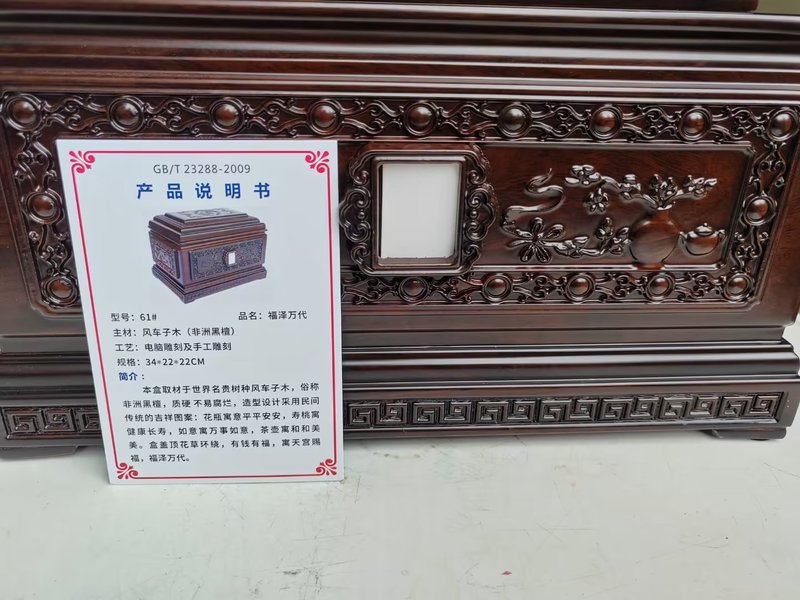 GB/T 23288-2009
产品说明书
型号：61# 品名：福泽万代
主材：风车子木（非洲黑檀）
工艺：电脑雕刻及手工雕刻
规格：34*22*22CM
简介：
本盒取材于世界名贵树种风车子木，俗称
非洲黑檀，质硬 不易腐烂，造型设计采用民间
传统的吉祥图案：花瓶寓意平平安安，寿桃寓
健康长寿，如意寓万事如意，茶壶寓和和美
美。盒盖顶花草环绕，有钱有福，寓天宫赐
福，福泽万代。